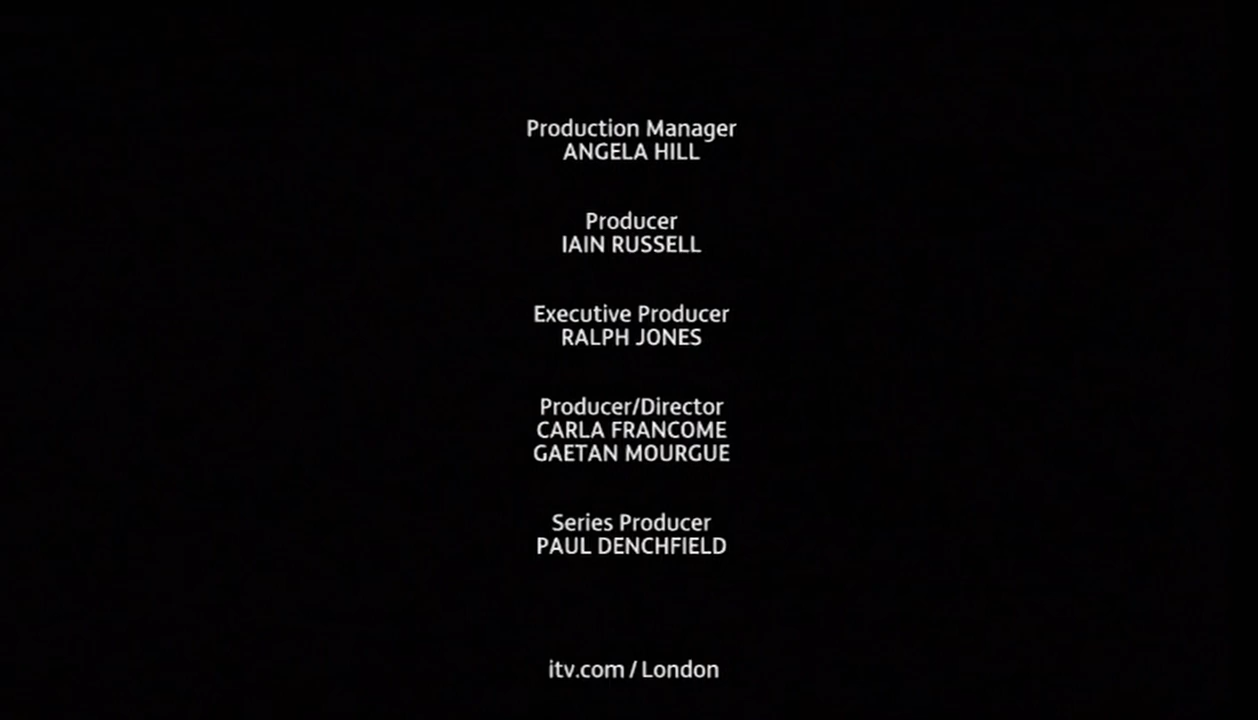 Production Manager
ANGELA HILL
Producer
IAIN RUSSELL
Executive Producer
RALPH JONES
Producer/Director
CARLA FRANCOME
GAETAN MOURGUE
Series Producer
PAUL DENCHFIELD
itv.com/London